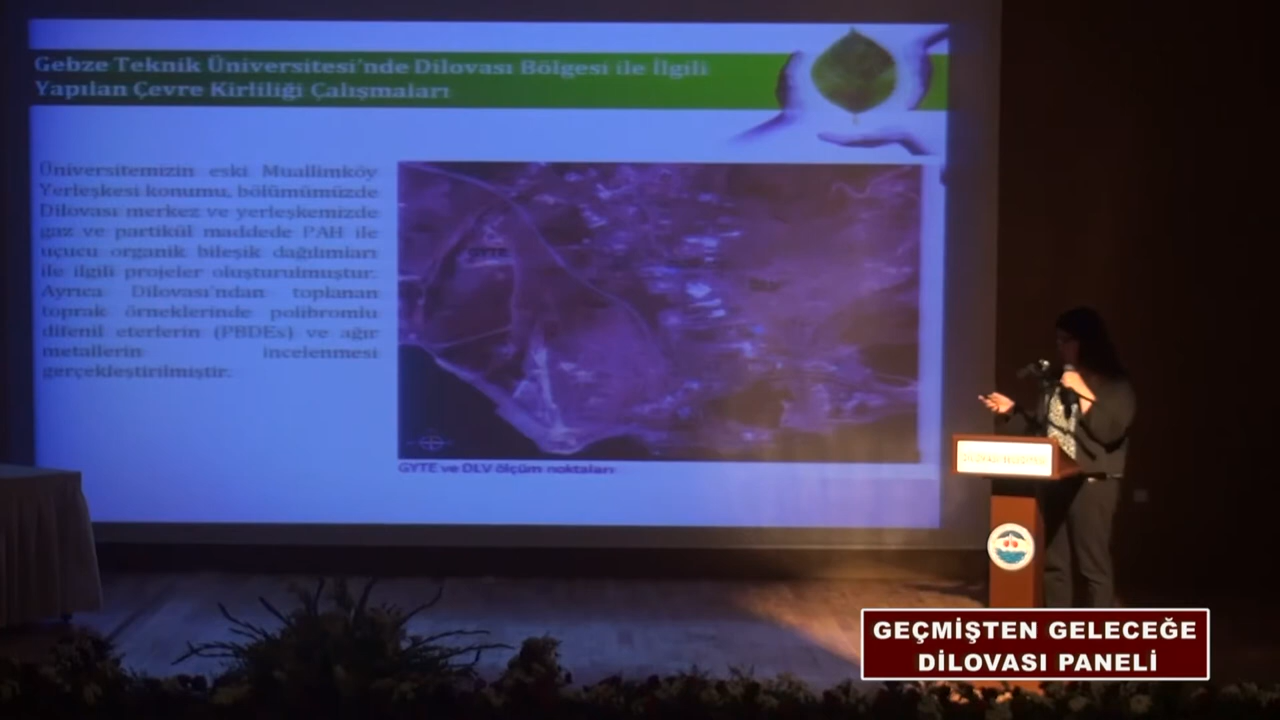 Gebze Teknik Üniversitesi'nde Dilovası Bölgesi ile İlgili
Yapılan Çevre Kirliliği Çalışmaları
Üniversitemizin eski Muallimköy
Yerleşkesi konumu, bölümümüzde
Dilovası merkez ve yerleşkemizde
gaz ve partikül maddede PAH ile
uçucu organik bileşik dağılımları
ile ilgili projeler oluşturulmuştur.
Ayrıca Dilovası'ndan toplanan
toprak örneklerinde polibromlu
difenil eterlerin (PBDEs) ve ağır
metallerin incelenmesi
gerçekleştirilmiştir.
GYTE
GYTE ve DLV ölçüm noktaları
GEÇMİŞTEN GELECEĞE
DİLOVASI PANELİ